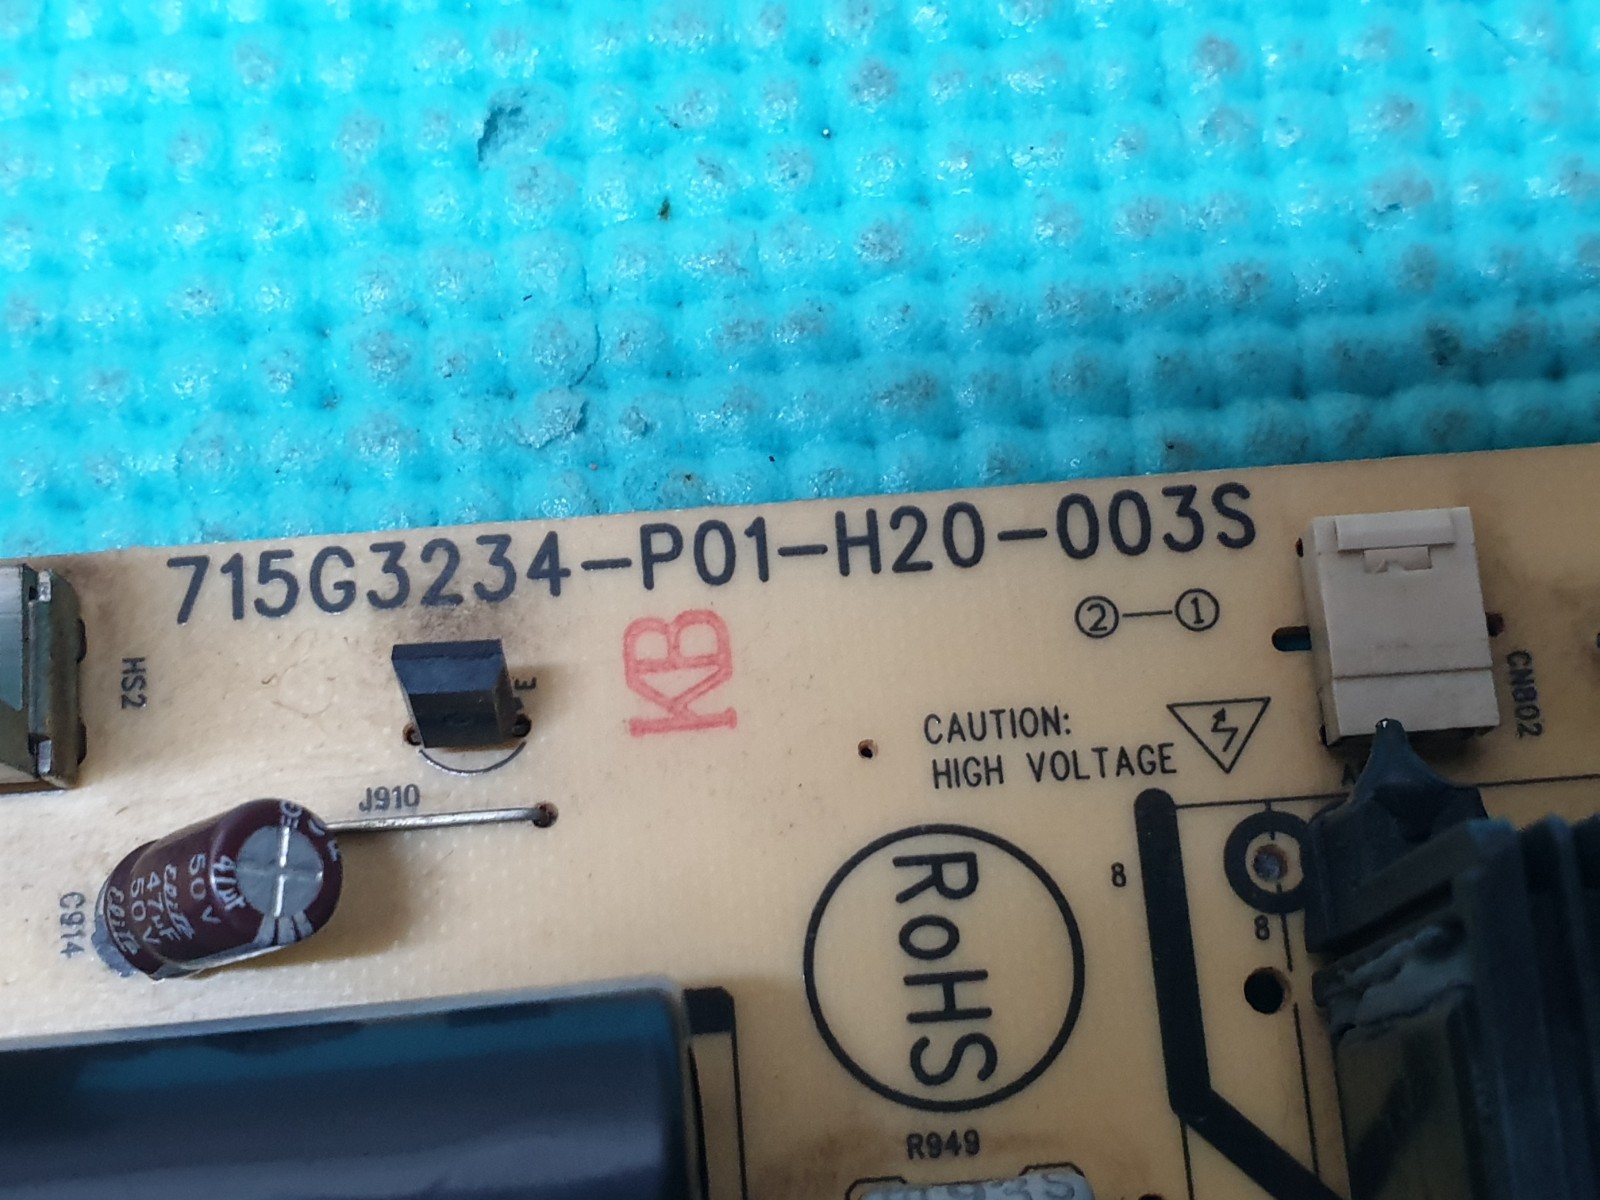 715G3234-P01-H20-003S
②—①
KB
HS2
CN802
CAUTION:
HIGH VOLTAGE
J910
C914
50V
47µF
50V
8
8
RoHS
R949